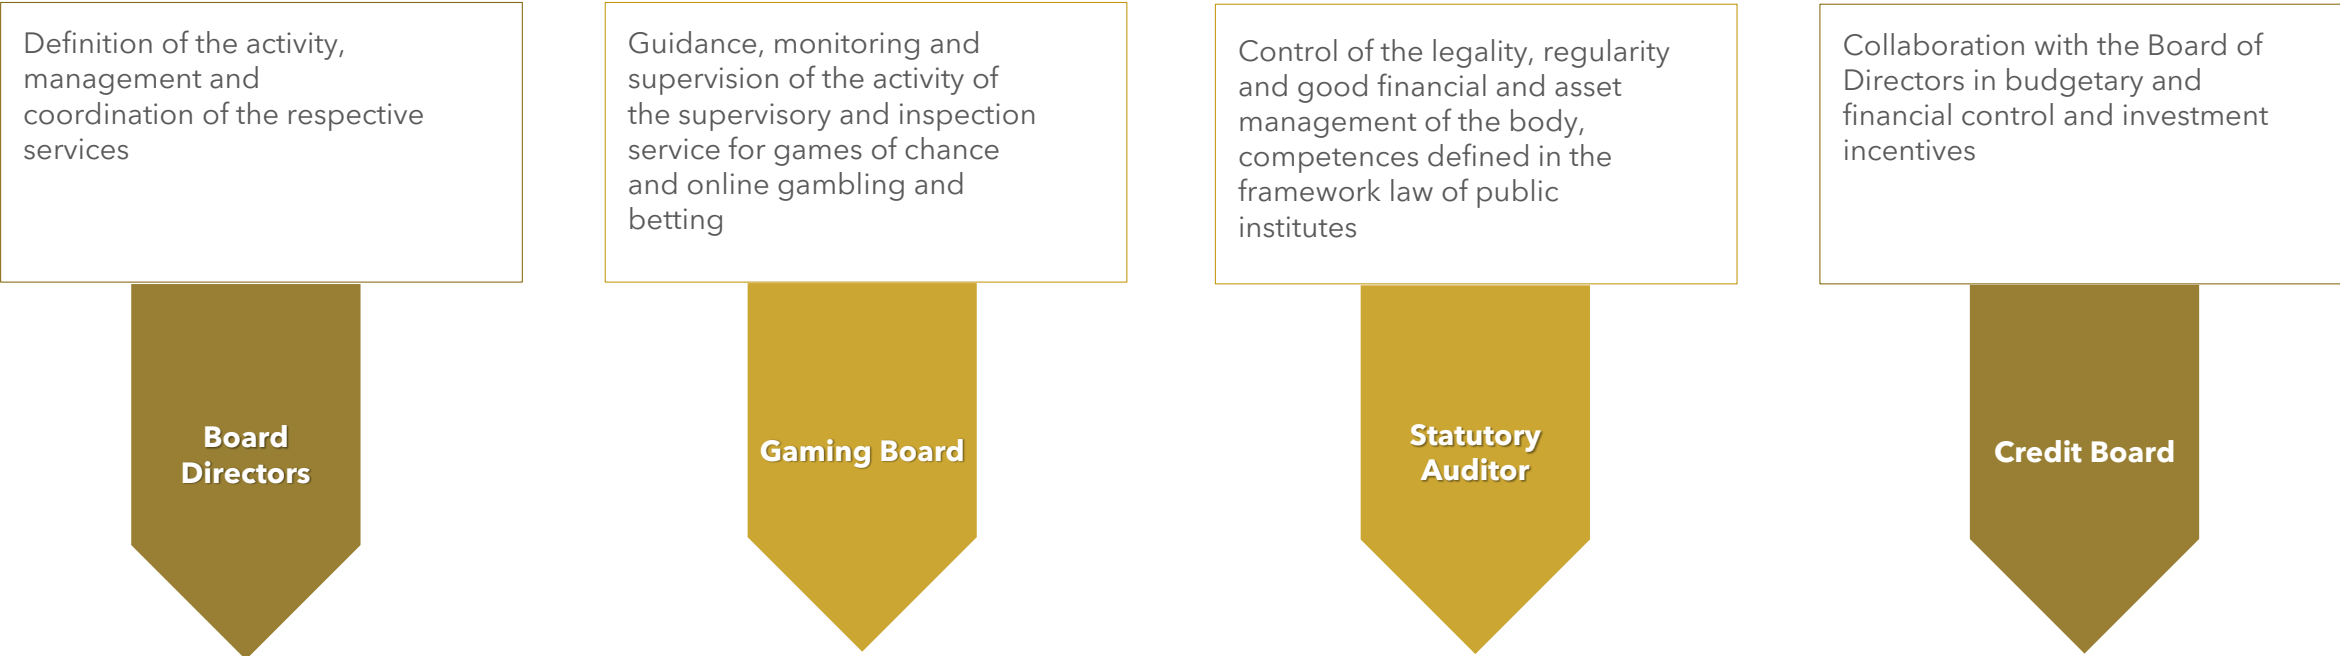 Definition of the activity,
management and
coordination of the respective
services
Board
Directors
Guidance, monitoring and
supervision of the activity of
the supervisory and inspection
service for games of chance
and online gambling and
betting
Gaming Board
Control of the legality, regularity
and good financial and asset
management of the body,
competences defined in the
framework law of public
institutes
Statutory
Auditor
Collaboration with the Board of
Directors in budgetary and
financial control and investment
incentives
Credit Board